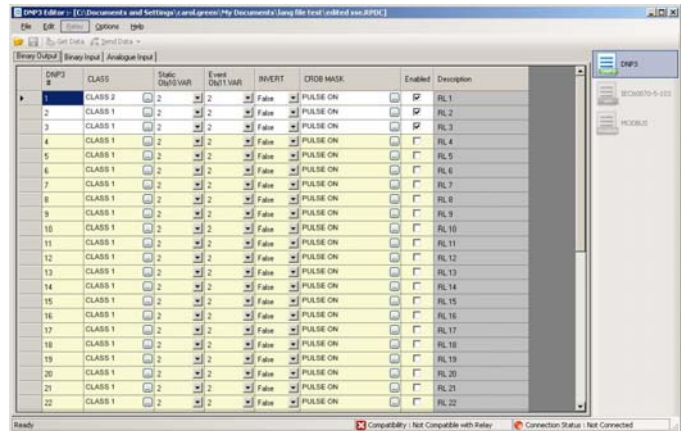 DNP3 Editor :- [C:\Documents and Settings\carol.green\My Documents\lang file test\edited xxx.RPDC]
File Edit Relay Options Help
Get Data Send Data
Binary Output Binary Input Analogue Input
DNP3 # CLASS Static Obj10 VAR Event Obj11 VAR INVERT CROB MASK Enabled Description
1 CLASS 2 2 2 False PULSE ON RL 1
2 CLASS 1 2 2 False PULSE ON RL 2
3 CLASS 1 2 2 False PULSE ON RL 3
4 CLASS 1 2 2 False PULSE ON RL 4
5 CLASS 1 2 2 False PULSE ON RL 5
6 CLASS 1 2 2 False PULSE ON RL 6
7 CLASS 1 2 2 False PULSE ON RL 7
8 CLASS 1 2 2 False PULSE ON RL 8
9 CLASS 1 2 2 False PULSE ON RL 9
10 CLASS 1 2 2 False PULSE ON RL 10
11 CLASS 1 2 2 False PULSE ON RL 11
12 CLASS 1 2 2 False PULSE ON RL 12
13 CLASS 1 2 2 False PULSE ON RL 13
14 CLASS 1 2 2 False PULSE ON RL 14
15 CLASS 1 2 2 False PULSE ON RL 15
16 CLASS 1 2 2 False PULSE ON RL 16
17 CLASS 1 2 2 False PULSE ON RL 17
18 CLASS 1 2 2 False PULSE ON RL 18
19 CLASS 1 2 2 False PULSE ON RL 19
20 CLASS 1 2 2 False PULSE ON RL 20
21 CLASS 1 2 2 False PULSE ON RL 21
22 CLASS 1 2 2 False PULSE ON RL 22
DNP3
IEC60870-5-103
MODBUS
Ready Compatibility : Not Compatible with Relay Connection Status : Not Connected